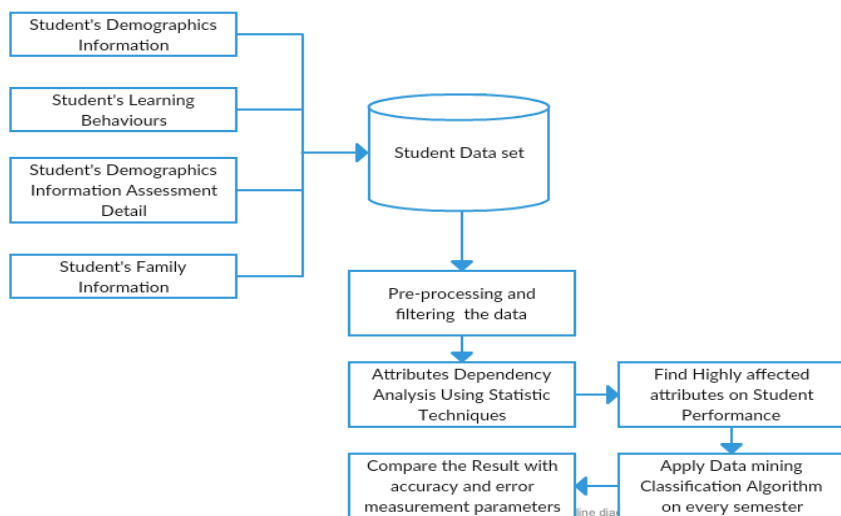 Student's Demographics
Information
Student's Learning
Behaviours
Student's Demographics
Information Assessment
Detail
Student's Family
Information
Student Data set
Pre-processing and
filtering the data
Attributes Dependency
Analysis Using Statistic
Techniques
Find Highly affected
attributes on Student
Performance
Apply Data mining
Classification Algorithm
on every semester
Compare the Result with
accuracy and error
measurement parameters